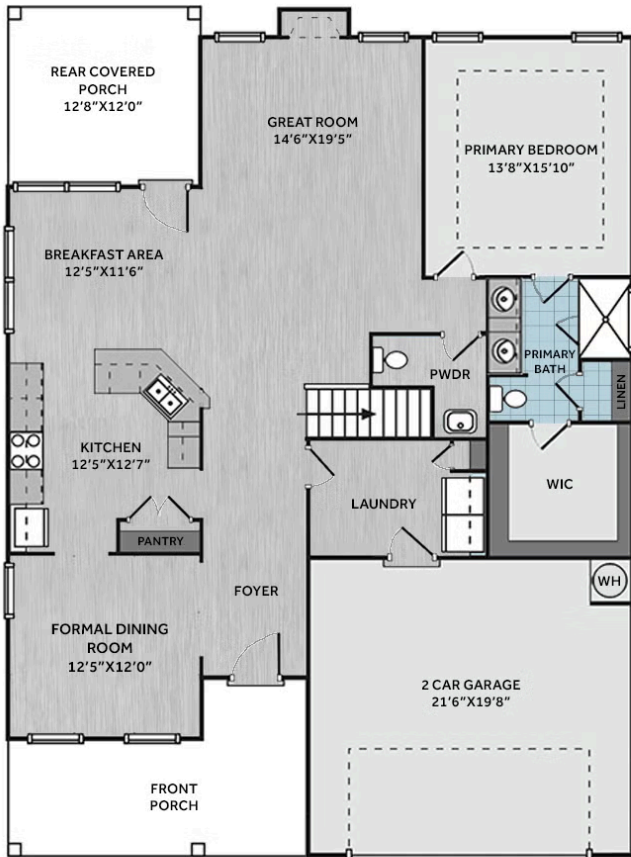 REAR COVERED
PORCH
12'8"X12'0"
GREAT ROOM
14'6"X19'5"
PRIMARY BEDROOM
13'8"X15'10"
BREAKFAST AREA
12'5"X11'6"
PRIMARY
BATH
PWDR
LINEN
KITCHEN
12'5"X12'7"
WIC
LAUNDRY
PANTRY
FOYER
WH
FORMAL DINING
ROOM
12'5"X12'0"
2 CAR GARAGE
21'6"X19'8"
FRONT
PORCH